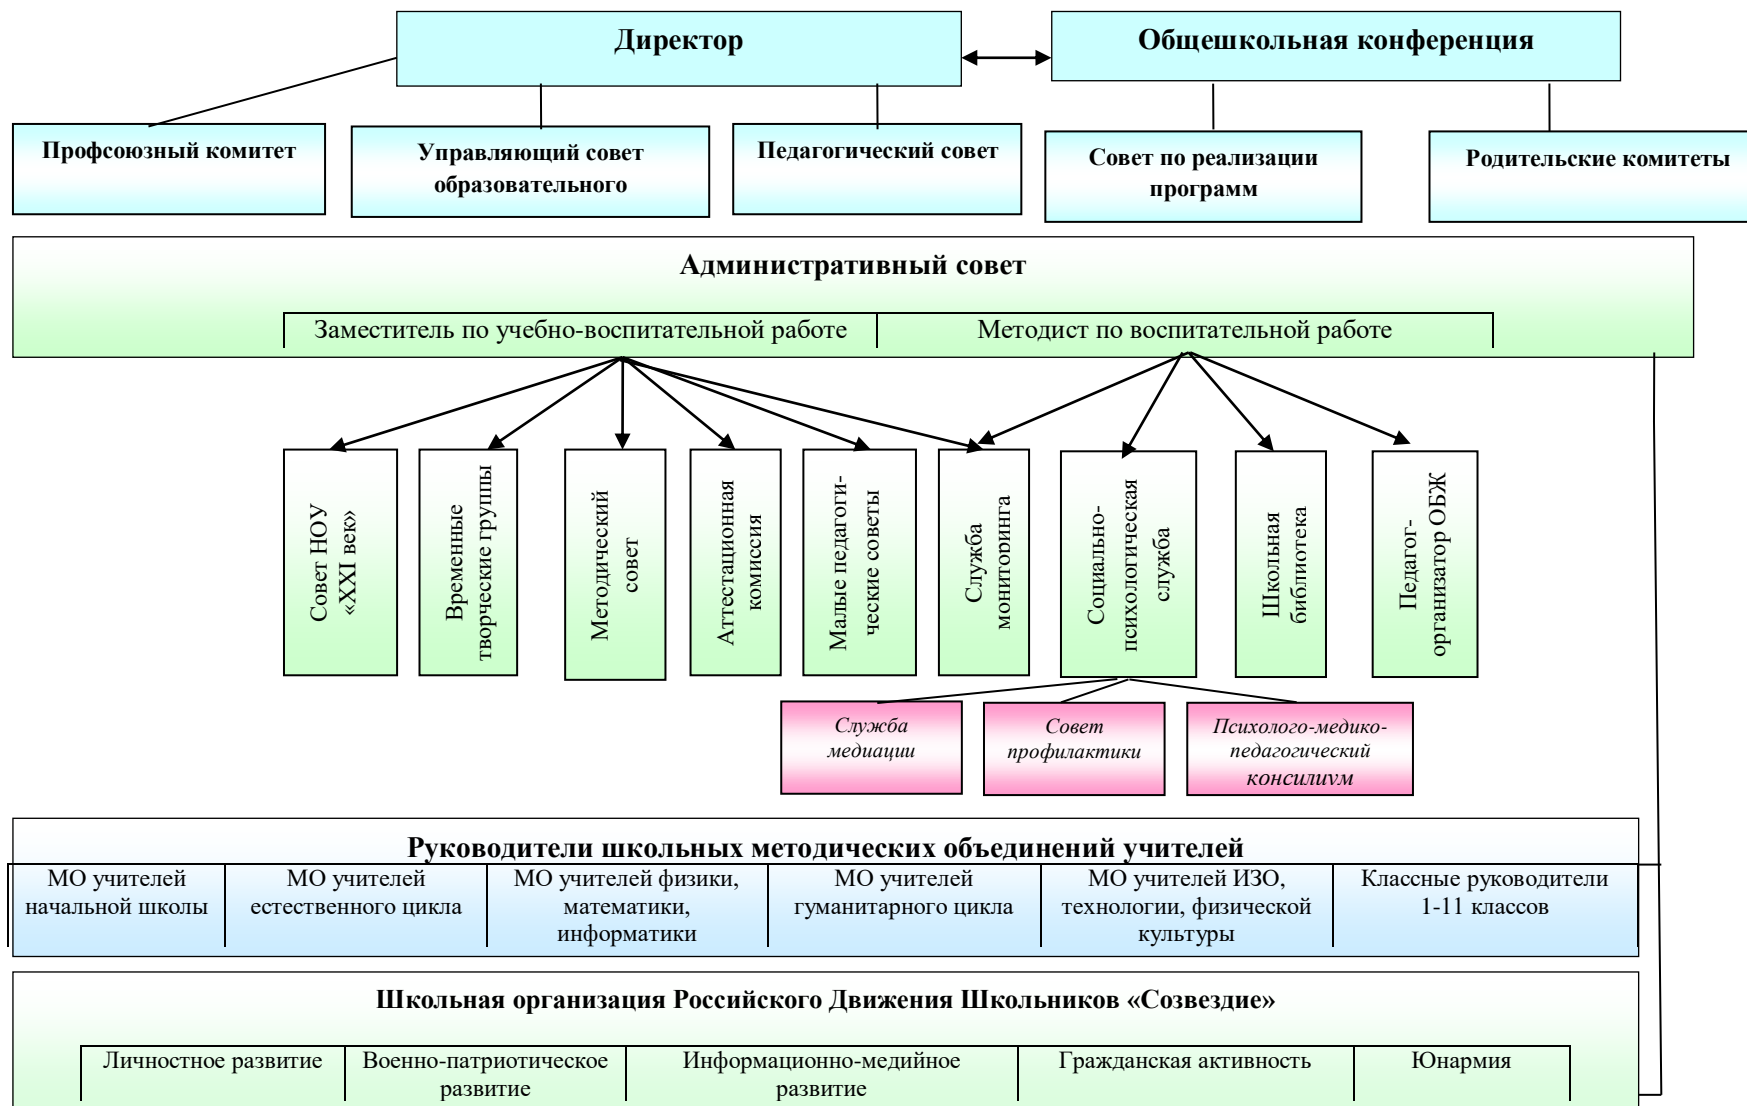 Директор
Общешкольная конференция
Профсоюзный комитет
Управляющий совет
образовательного
Педагогический совет
Совет по реализации
программ
Родительские комитеты
Административный совет
Заместитель по учебно-воспитательной работе
Методист по воспитательной работе
Совет НОУ
«XXI век»
Временные
творческие группы
Методический
совет
Аттестационная
комиссия
Малые педагоги-
ческие советы
Служба
мониторинга
Социально-
психологическая
служба
Школьная
библиотека
Педагог-
организатор ОБЖ
Служба
медиации
Совет
профилактики
Психолого-медико-
педагогический
консилиум
Руководители школьных методических объединений учителей
МО учителей
начальной школы
МО учителей
естественного цикла
МО учителей физики,
математики,
информатики
МО учителей
гуманитарного цикла
МО учителей ИЗО,
технологии, физической
культуры
Классные руководители
1-11 классов
Школьная организация Российского Движения Школьников «Созвездие»
Личностное развитие
Военно-патриотическое
развитие
Информационно-медийное
развитие
Гражданская активность
Юнармия